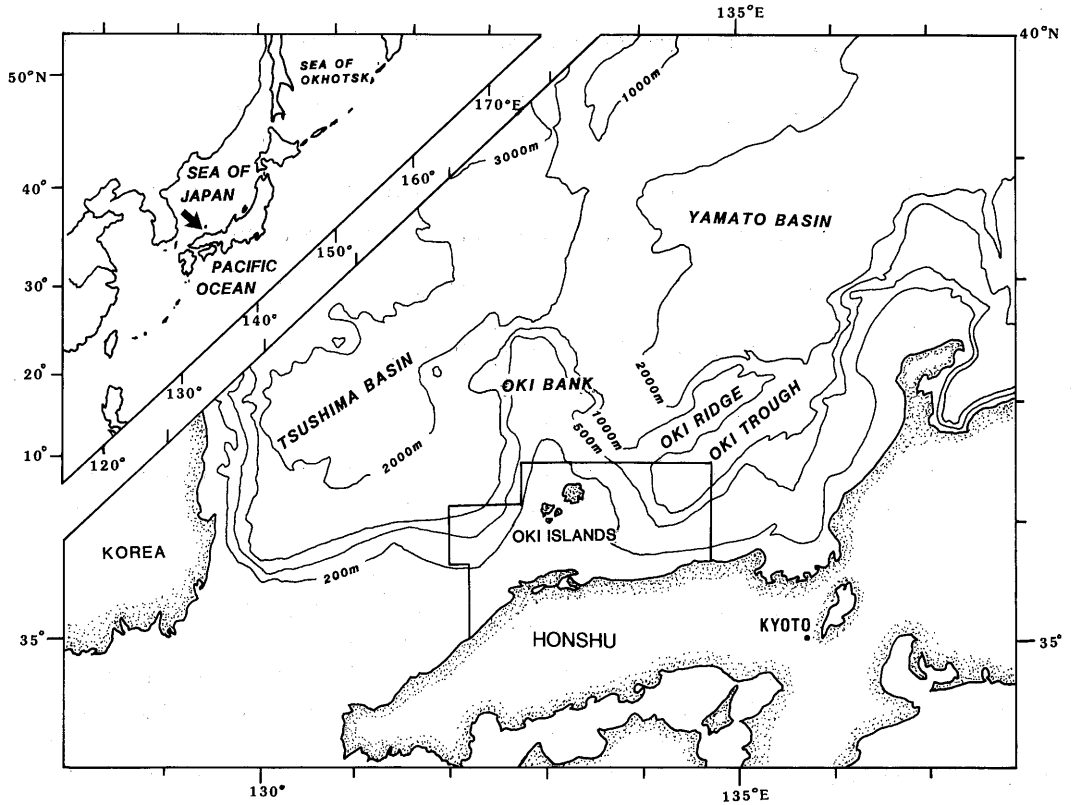 135°E
40°N
50°N
SEA OF
OKHOTSK
170°E
1000m
3000m
160°
40°
SEA OF
JAPAN
YAMATO BASIN
150°
PACIFIC
OCEAN
30°
140°
20°
130°
TSUSHIMA BASIN
OKI BANK
2000m
OKI RIDGE
OKI TROUGH
1000m
500m
10°
120°
2000m
KOREA
OKI ISLANDS
200m
KYOTO
35°
HONSHU
35°
130°
135°E